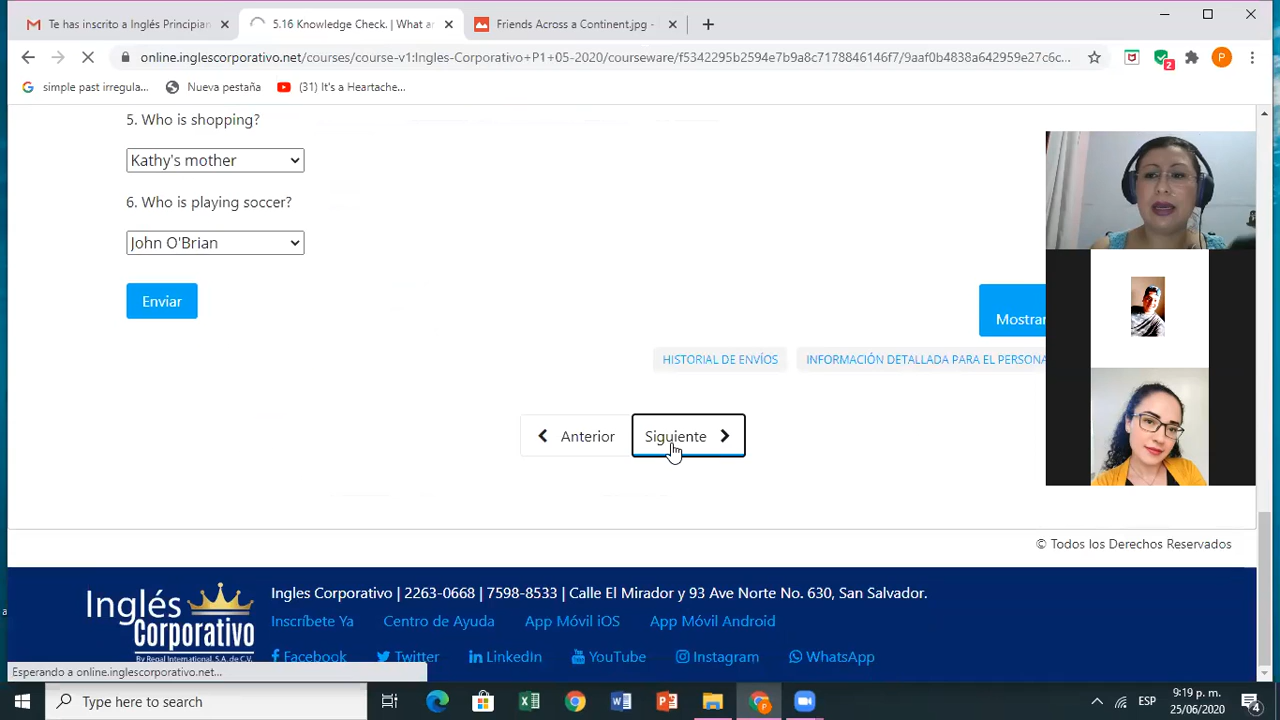 Te has inscrito a Inglés Principian
5.16 Knowledge Check. | What ar
Friends Across a Continent.jpg -
online.inglescorporativo.net/courses/course-v1:Ingles-Corporativo+P1+05-2020/courseware/f5342295b2594e7b9a8c7178846146f7/9aaf0b4838a642959e27c6c...
simple past irregula...
Nueva pestaña
(31) It's a Heartache...
5. Who is shopping?
Kathy's mother
6. Who is playing soccer?
John O'Brian
Enviar
Mostrar
HISTORIAL DE ENVÍOS
INFORMACIÓN DETALLADA PARA EL PERSONA
Anterior
Siguiente
© Todos los Derechos Reservados
Inglés Corporativo
By Regal International, S.A. de C.V.
Ingles Corporativo | 2263-0668 | 7598-8533 | Calle El Mirador y 93 Ave Norte No. 630, San Salvador.
Inscríbete Ya
Centro de Ayuda
App Móvil iOS
App Móvil Android
Facebook
Twitter
LinkedIn
YouTube
Instagram
WhatsApp
Esperando a online.inglescorporativo.net...
Type here to search
ESP
9:19 p. m.
25/06/2020